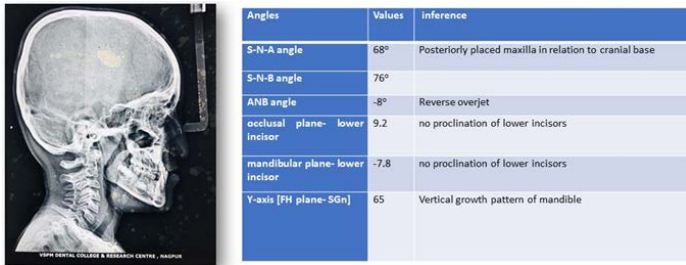 Angles Values inference
S-N-A angle 68° Posteriorly placed maxilla in relation to cranial base
S-N-B angle 76°
ANB angle -8° Reverse overjet
occlusal plane- lower 9.2 no proclination of lower incisors
incisor
mandibular plane- lower -7.8 no proclination of lower incisors
incisor
Y-axis [FH plane- SGn] 65 Vertical growth pattern of mandible
VSPM DENTAL COLLEGE & RESEARCH CENTRE , NAGPUR